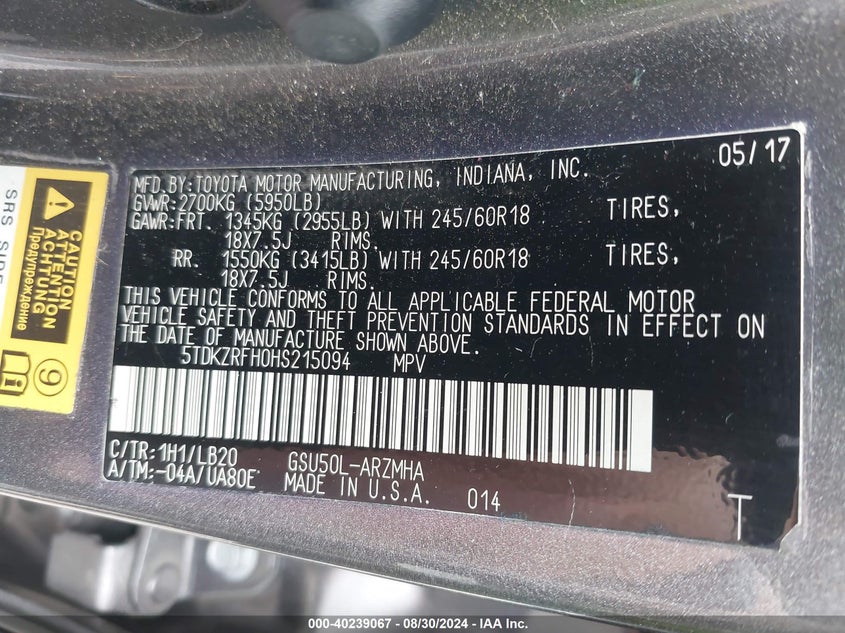 05/17
MFD.BY:TOYOTA MOTOR MANUFACTURING, INDIANA, INC.
GVWR:2700KG (5950LB)
GAWR:FRT. 1345KG (2955LB) WITH 245/60R18 TIRES,
18X7.5J RIMS.
RR. 1550KG (3415LB) WITH 245/60R18 TIRES,
18X7.5J RIMS.
THIS VEHICLE CONFORMS TO ALL APPLICABLE FEDERAL MOTOR
VEHICLE SAFETY AND THEFT PREVENTION STANDARDS IN EFFECT ON
THE DATE OF MANUFACTURE SHOWN ABOVE.
5TDKZRFH0HS215094 MPV
C/TR:1H1/LB20 GSU50L-ARZMHA
A/TM:-04A/UA80E MADE IN U.S.A. 014
T
SRS SIDE
CAUTION
ACHTUNG
Предупреждение
9
000-40239067 - 08/30/2024 - IAA Inc.